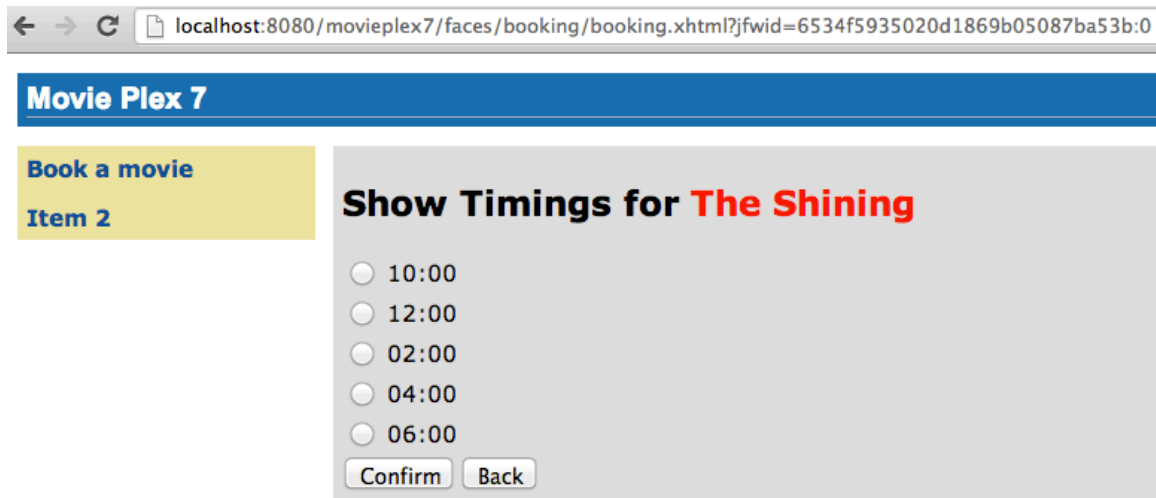 localhost:8080/movieplex7/faces/booking/booking.xhtml?jfwid=6534f5935020d1869b05087ba53b:0
Movie Plex 7
Book a movie
Item 2
Show Timings for The Shining
10:00
12:00
02:00
04:00
06:00
Confirm Back